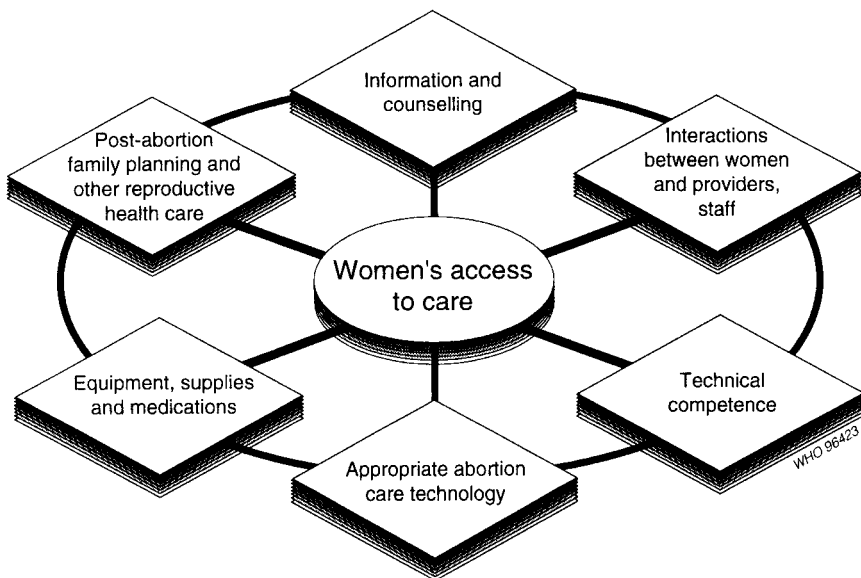 Information and
counselling
Interactions
between women
and providers,
staff
Post-abortion
family planning and
other reproductive
health care
Women's access
to care
Equipment, supplies
and medications
Technical
competence
Appropriate abortion
care technology
WHO 96423